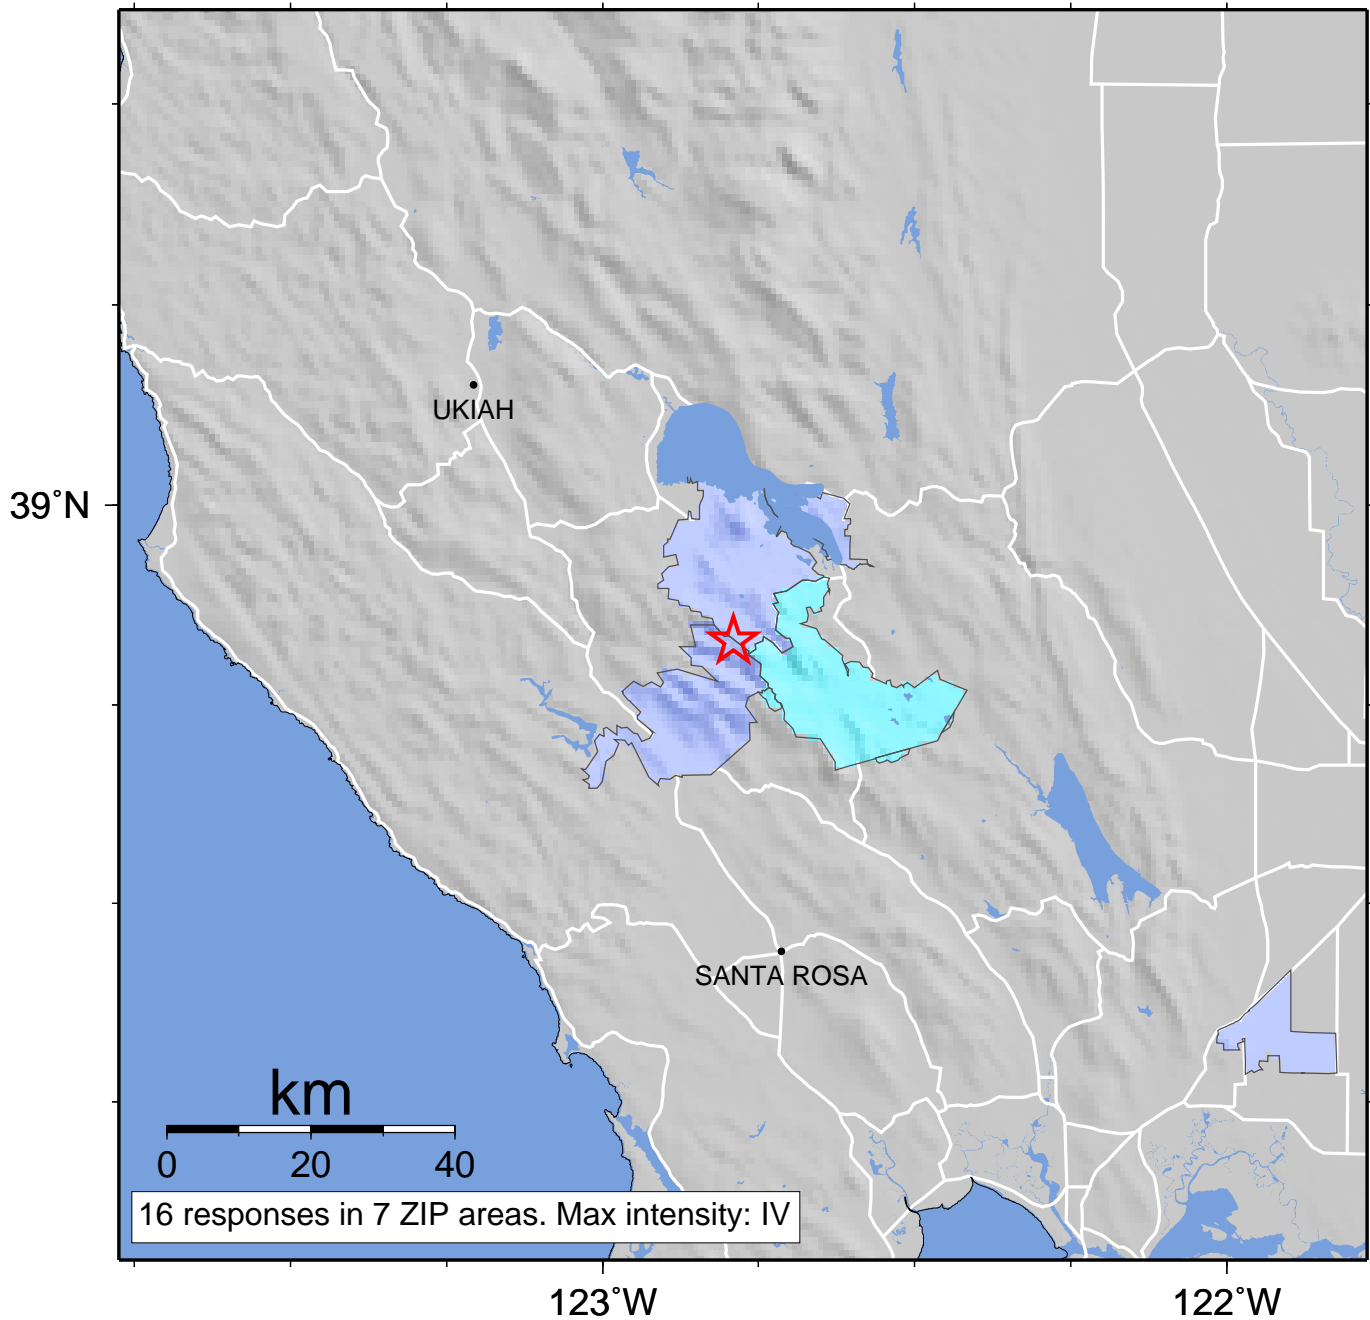 UKIAH
39°N
SANTA ROSA
km
0 20 40
16 responses in 7 ZIP areas. Max intensity: IV
123°W 122°W